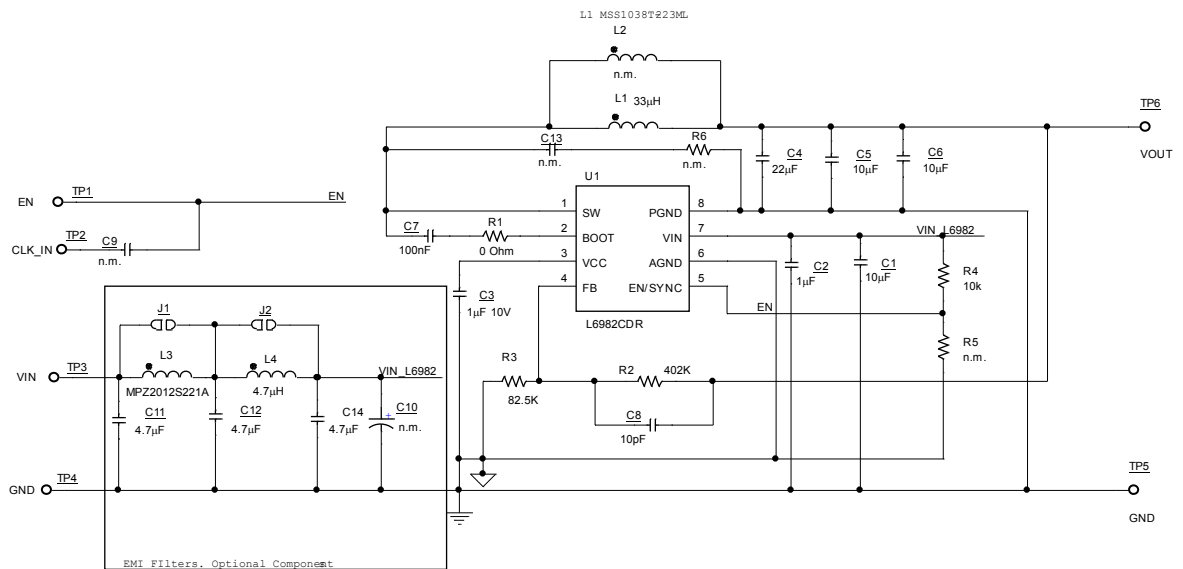 L1 MSS1038T-223ML
L2
n.m.
L1 33µH
TP6
VOUT
C13
n.m.
R6
n.m.
C4
22µF
C5
10µF
C6
10µF
U1
EN
TP1
EN
CLK_IN
TP2
C9
n.m.
1
SW
PGND
8
C7
100nF
R1
0 Ohm
2
BOOT
VIN
7
VIN_L6982
3
VCC
AGND
6
4
FB
EN/SYNC
5
EN
L6982CDR
C3
1µF 10V
C2
1µF
C1
10µF
R4
10k
R5
n.m.
J1
J2
L3
MPZ2012S221A
L4
4.7µH
VIN
TP3
VIN_L6982
C11
4.7µF
C12
4.7µF
C14
4.7µF
+
C10
n.m.
R3
82.5K
R2
402K
C8
10pF
GND
TP4
TP5
GND
EMI FIlters. Optional Components